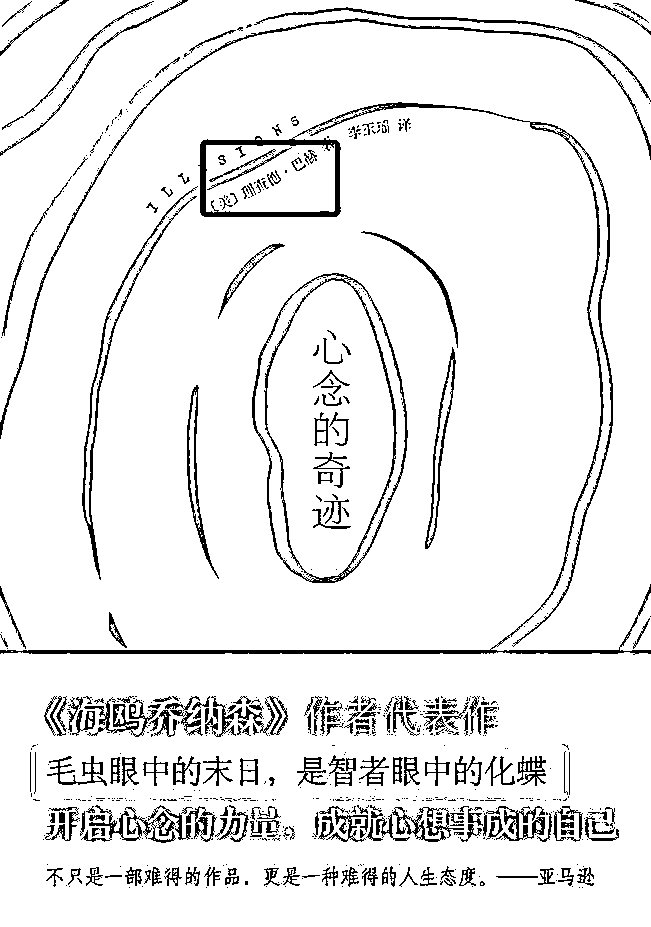 ILLUSIONS
[美] 理查德·巴赫 著 李玉瑶 译
心念的奇迹
《海鸥乔纳森》作者代表作
毛虫眼中的末日，是智者眼中的化蝶
开启心念的力量。成就心想事成的自己
不只是一部难得的作品，更是一种难得的人生态度。——亚马逊